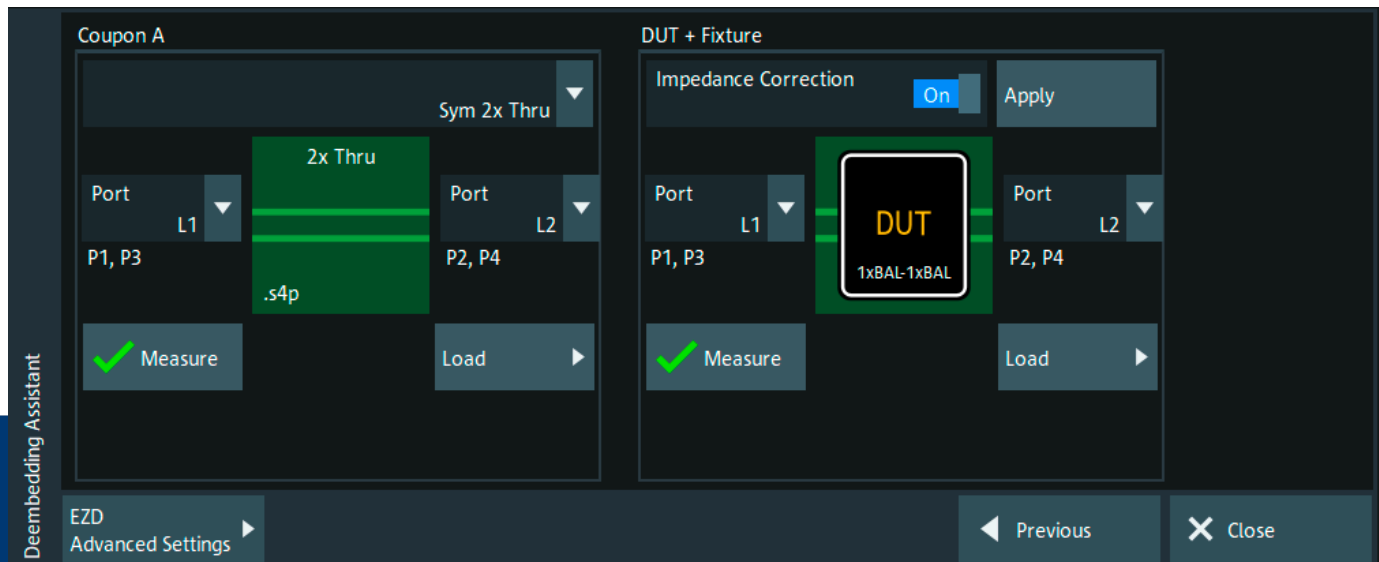 Coupon A
Sym 2x Thru
2x Thru
Port
L1
P1, P3
Port
L2
P2, P4
.s4p
Measure
Load
DUT + Fixture
Impedance Correction
On
Apply
Port
L1
P1, P3
DUT
1xBAL-1xBAL
Port
L2
P2, P4
Measure
Load
Deembedding Assistant
EZD
Advanced Settings
Previous
Close